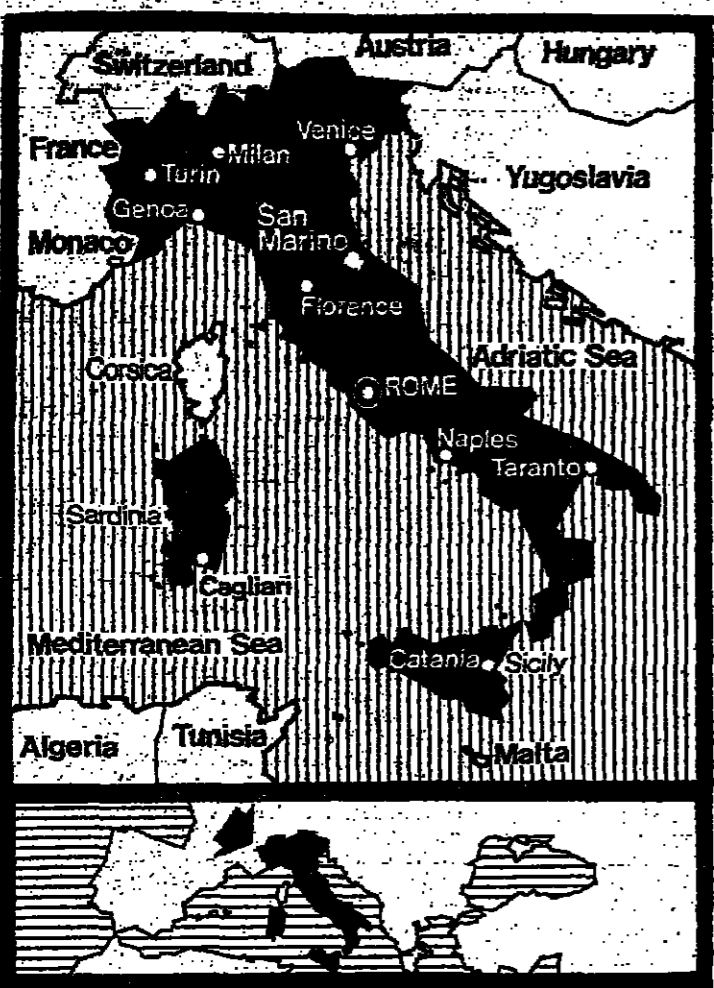 Austria
Switzerland
Hungary
Venice
France
Milan
Turin
Yugoslavia
Genoa
San
Marino
Monaco
Florence
Adriatic Sea
Corsica
ROME
Naples
Taranto
Sardinia
Cagliari
Mediterranean Sea
Catania
Sicily
Tunisia
Algeria
Malta